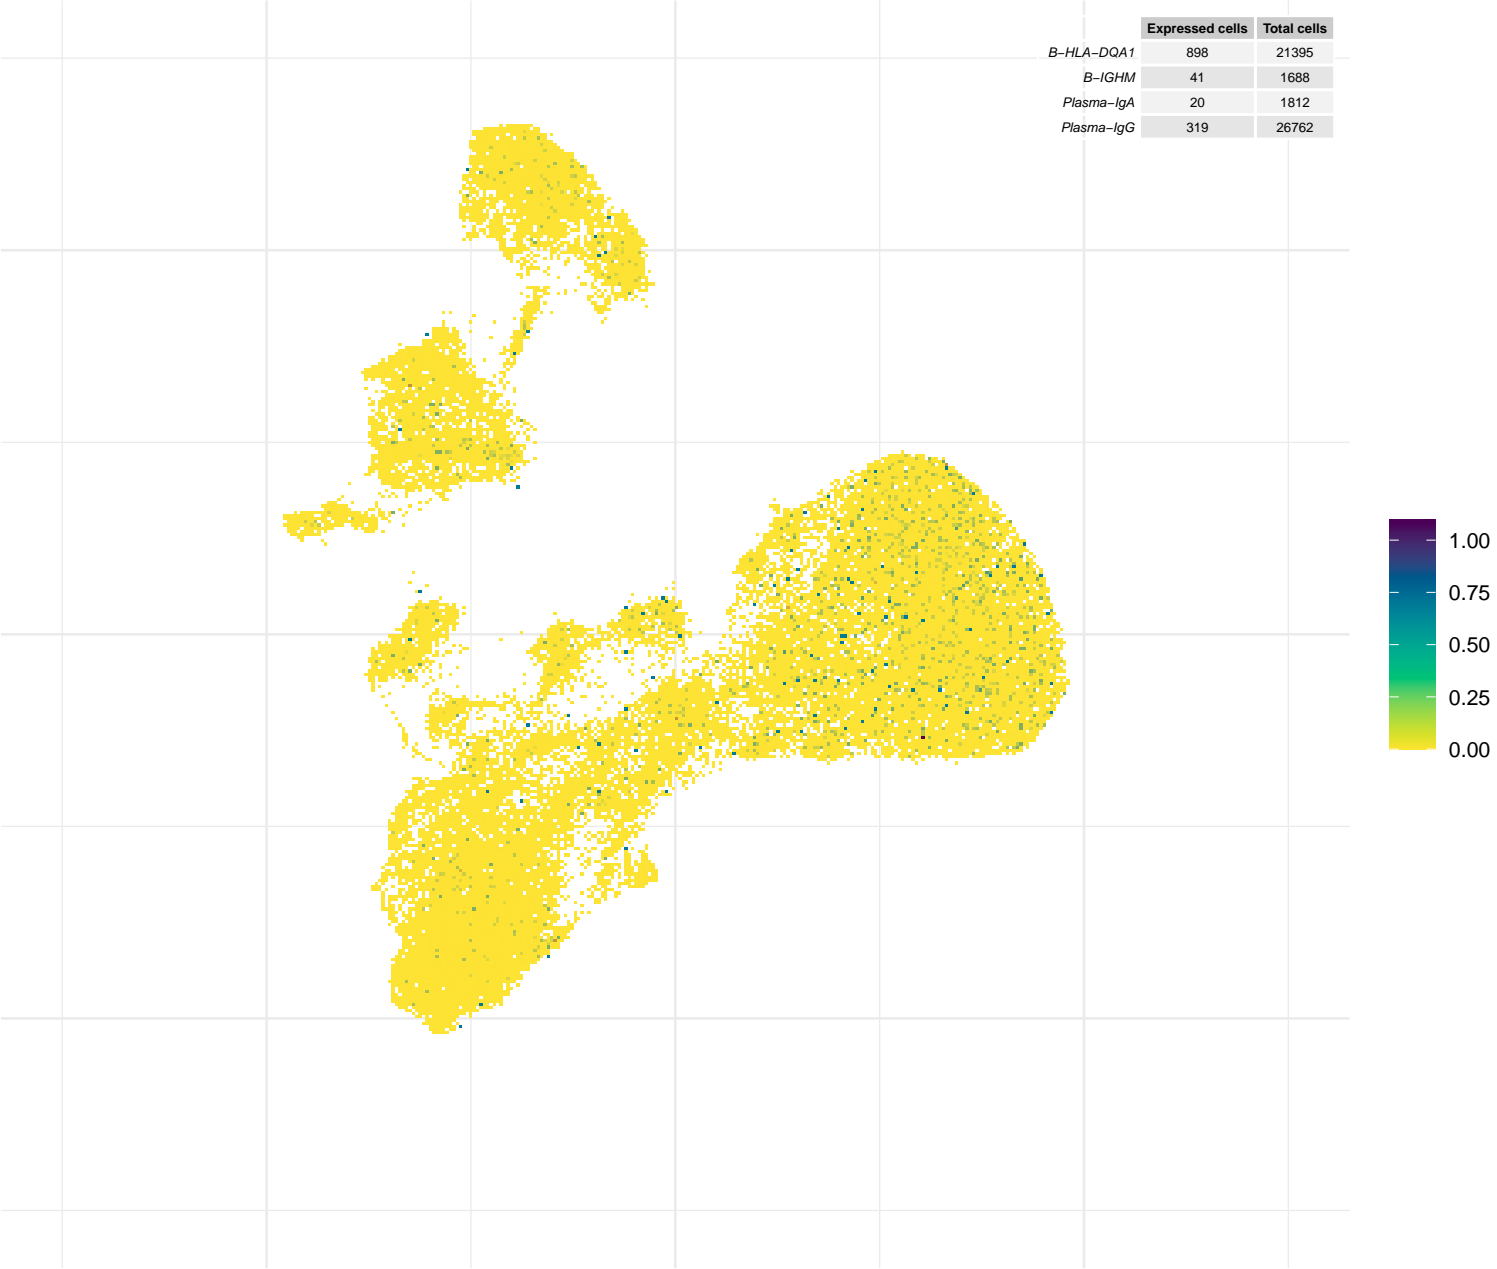 Expressed cells Total cells
B−HLA−DQA1 898 21395
B−IGHM 41 1688
Plasma−IgA 20 1812
Plasma−IgG 319 26762
1.00
0.75
0.50
0.25
0.00